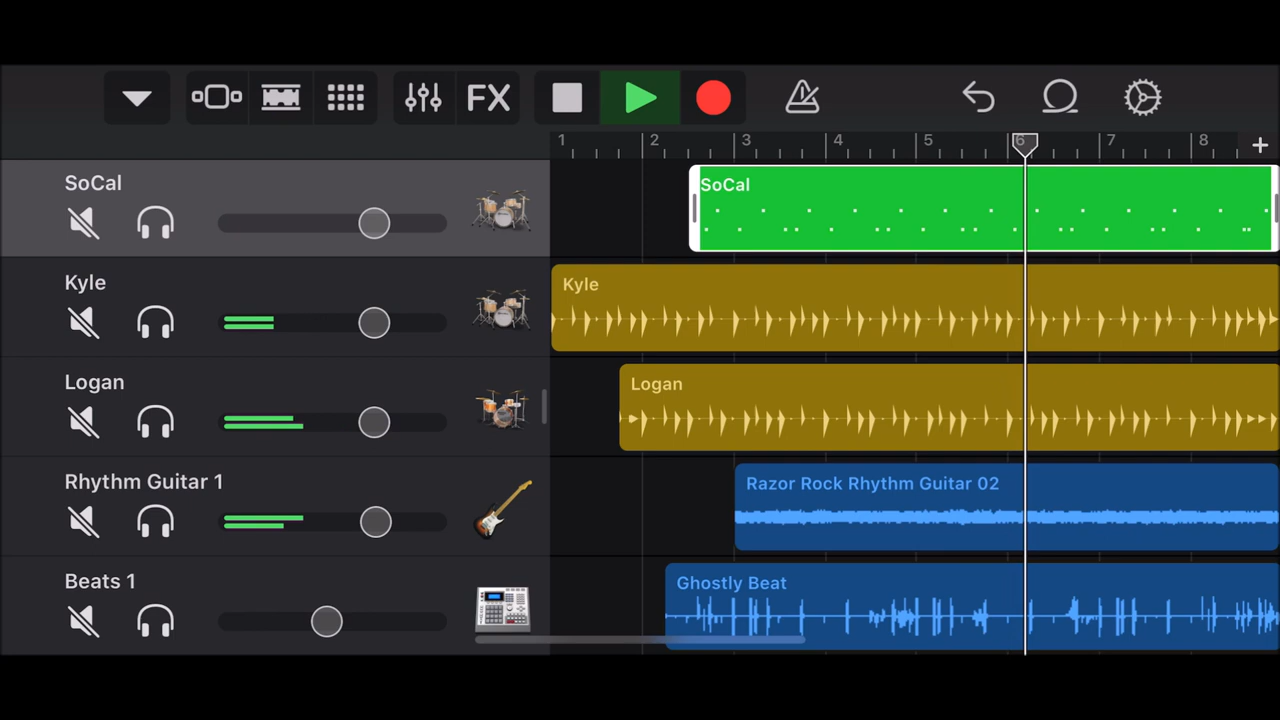 FX
1 2 3 4 5 6 7 8 +
SoCal
SoCal
Kyle
Kyle
Logan
Logan
Rhythm Guitar 1
Razor Rock Rhythm Guitar 02
Beats 1
Ghostly Beat